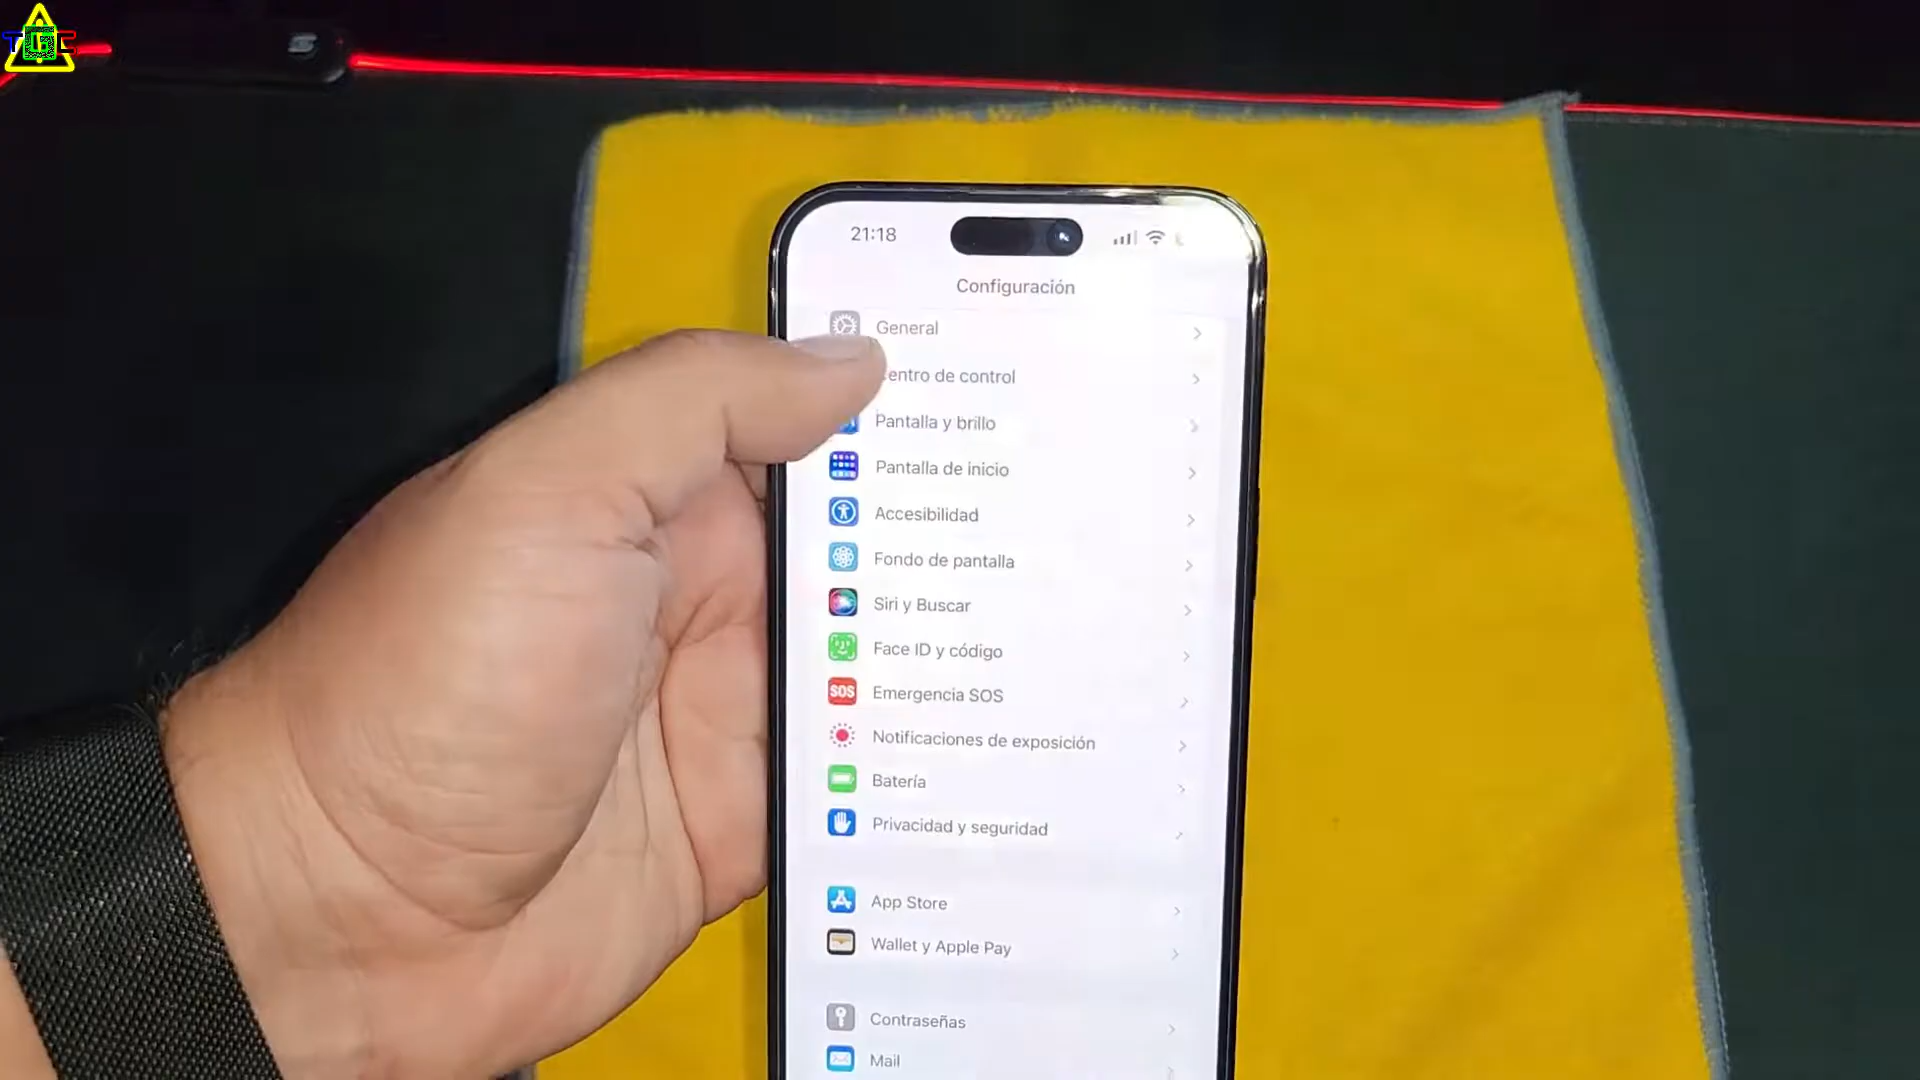 TGC
21:18
Configuración
General
entro de control
Pantalla y brillo
Pantalla de inicio
Accesibilidad
Fondo de pantalla
Siri y Buscar
Face ID y código
SOS Emergencia SOS
Notificaciones de exposición
Batería
Privacidad y seguridad
App Store
Wallet y Apple Pay
Contraseñas
Mail